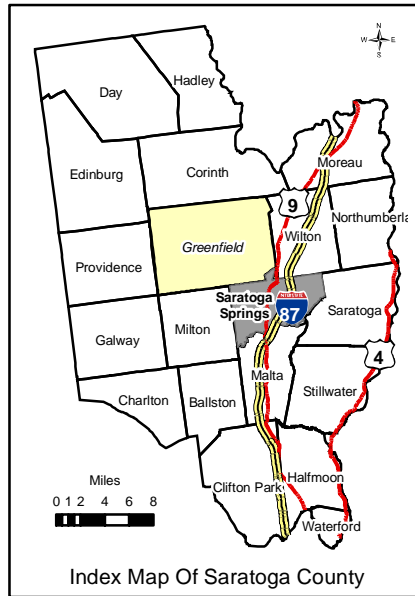 N
W E
S
Hadley
Day
Moreau
Edinburg
Corinth
9
Northumberla
Wilton
Greenfield
Providence
Saratoga
Springs
87
Saratoga
Galway
Milton
4
Malta
Stillwater
Charlton
Ballston
Miles
0 1 2 4 6 8
Halfmoon
Clifton Park
Waterford
Index Map Of Saratoga County